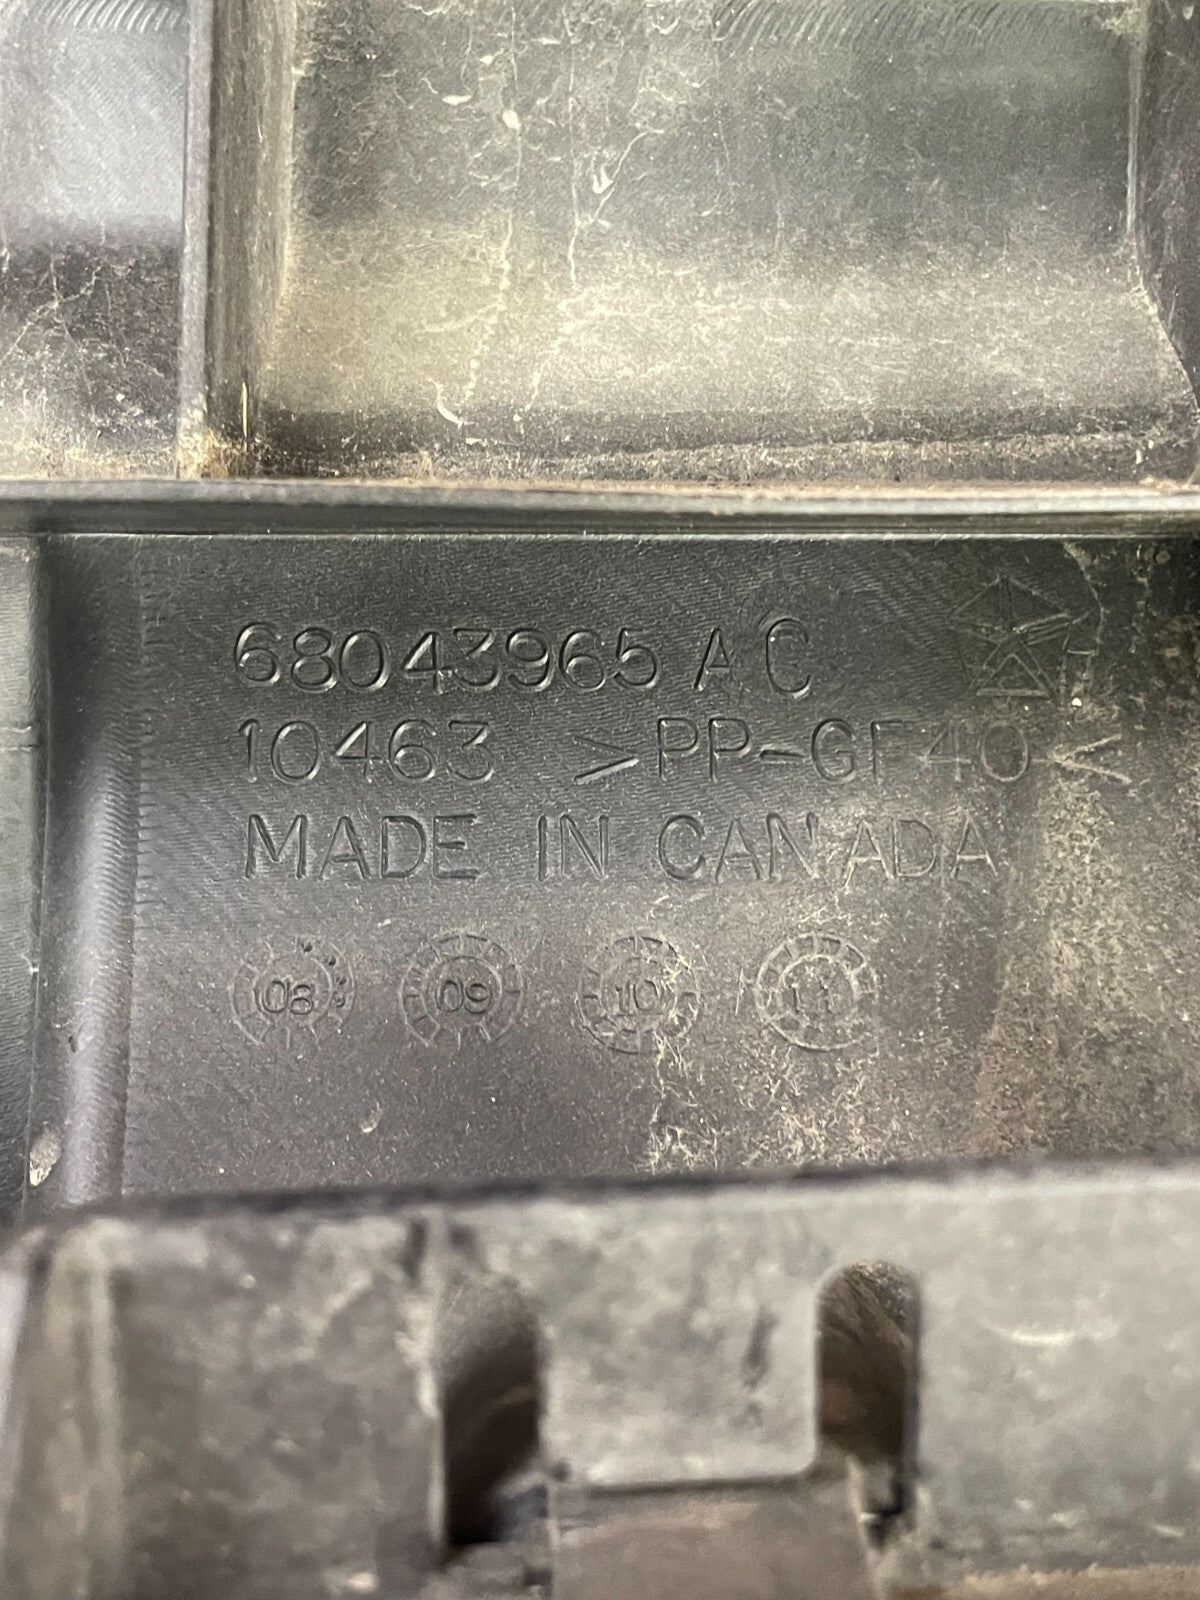 68043965 AC
10463 >PP-GF40<
MADE IN CANADA
08 09 10 11